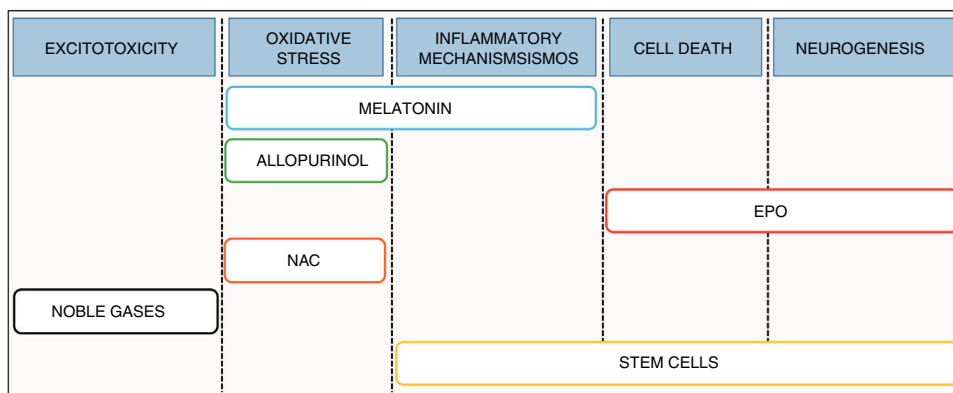 EXCITOTOXICITY
OXIDATIVE
STRESS
INFLAMMATORY
MECHANISMSISMOS
CELL DEATH
NEUROGENESIS
MELATONIN
ALLOPURINOL
EPO
NAC
NOBLE GASES
STEM CELLS